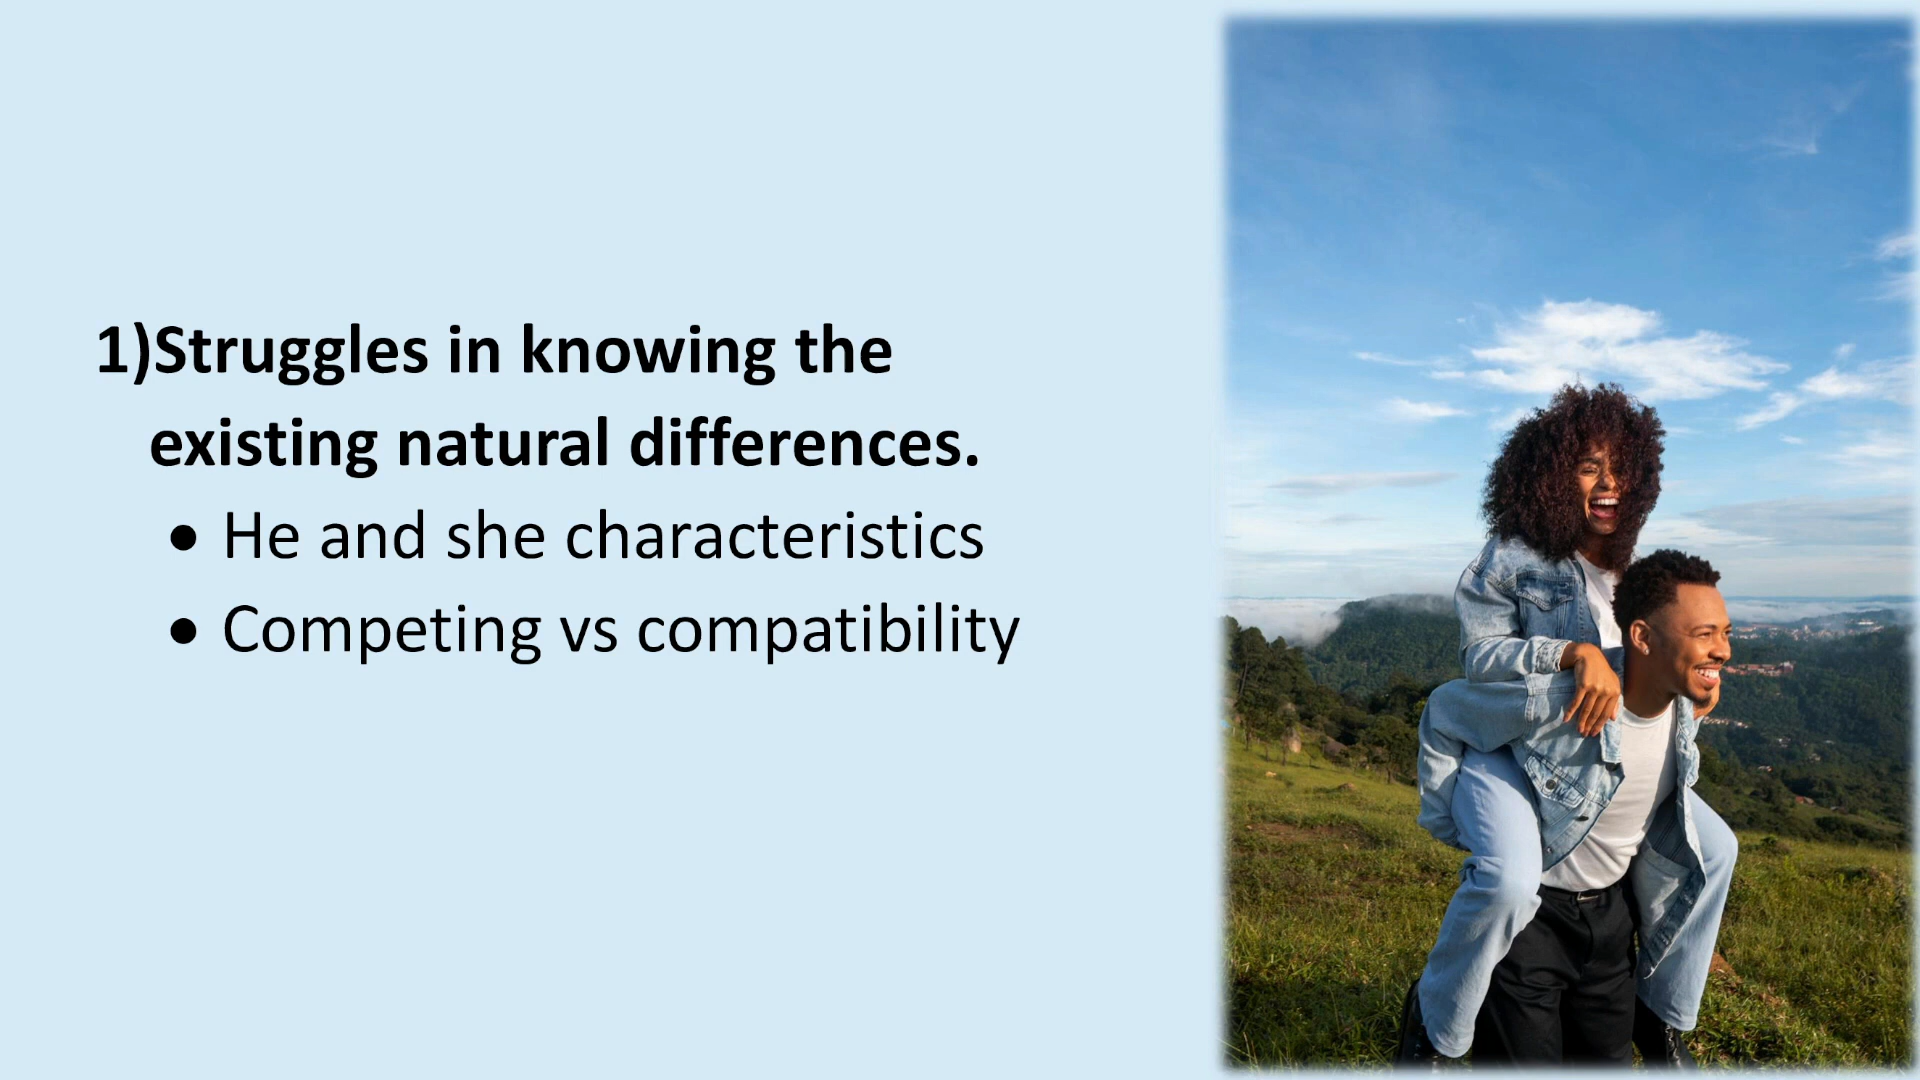 1)Struggles in knowing the
existing natural differences.
• He and she characteristics
• Competing vs compatibility